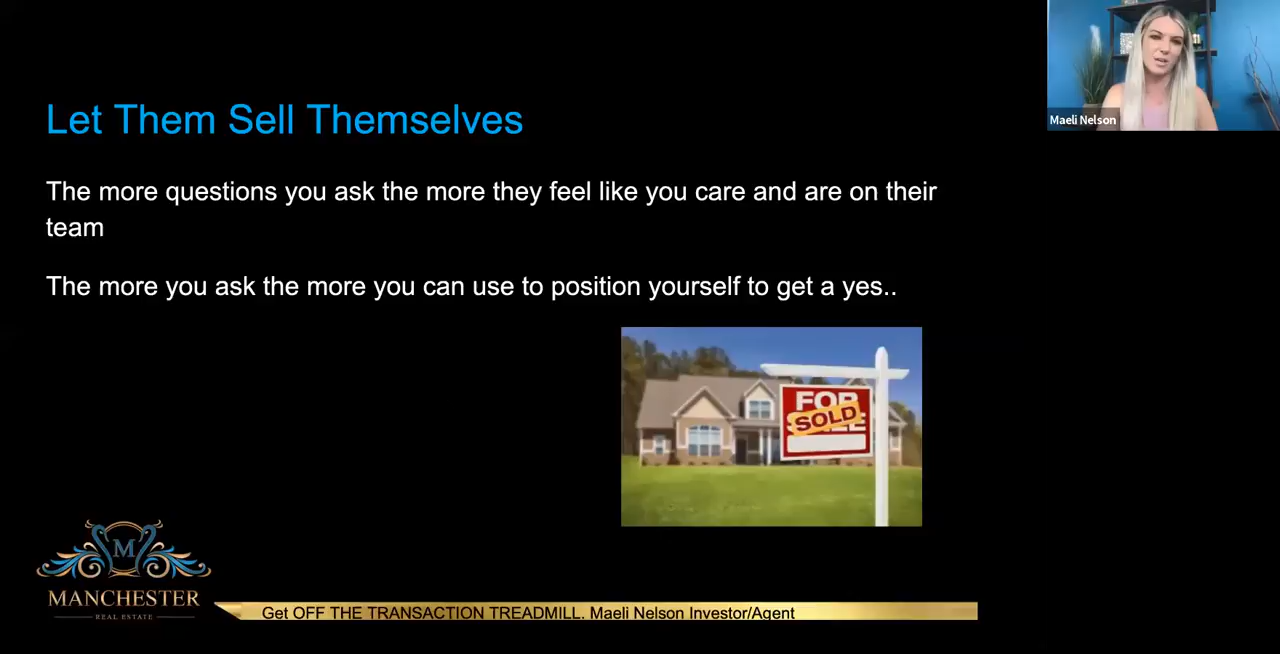 Let Them Sell Themselves
Maeli Nelson
The more questions you ask the more they feel like you care and are on their
team
The more you ask the more you can use to position yourself to get a yes..
FOR
SOLD
M
MANCHESTER
REAL ESTATE
Get OFF THE TRANSACTION TREADMILL. Maeli Nelson Investor/Agent